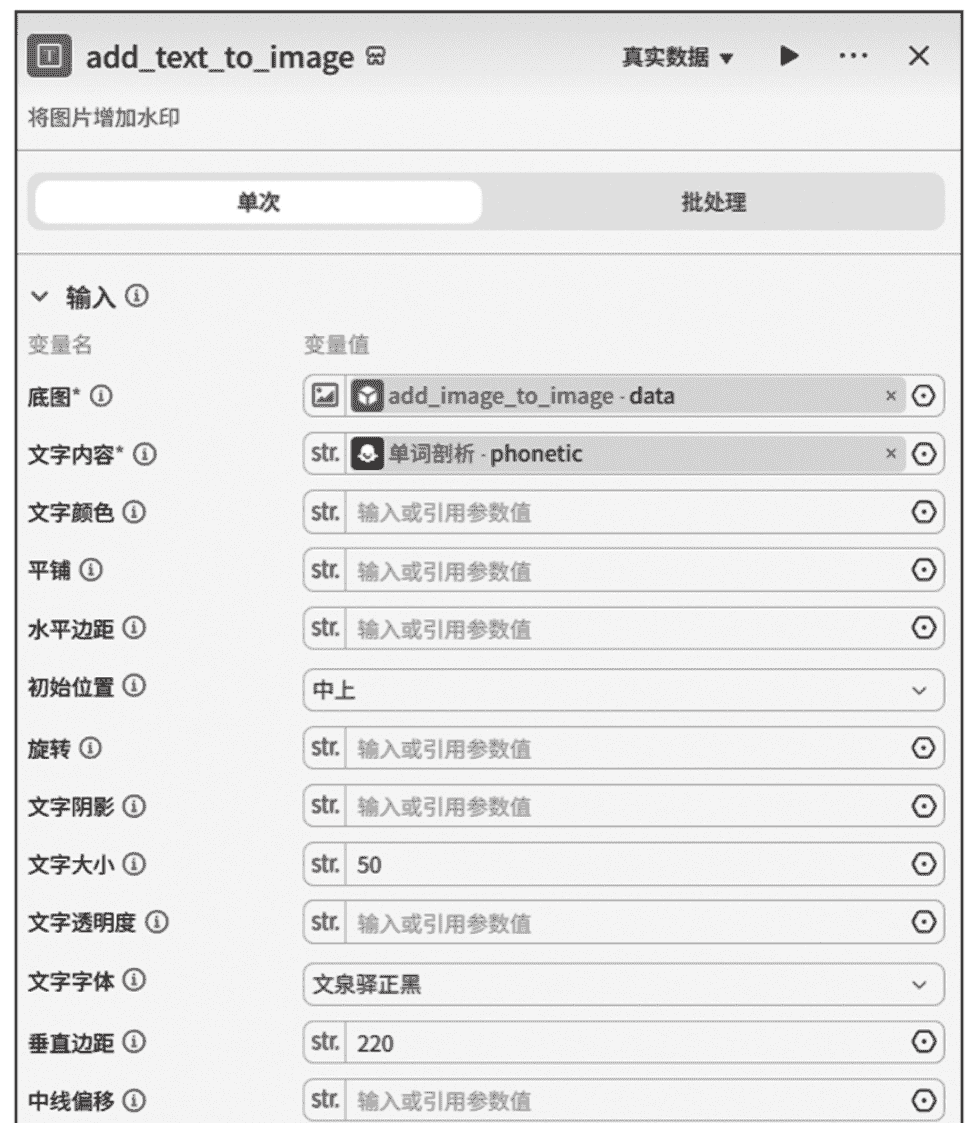 add_text_to_image 真实数据
将图片增加水印
单次 批处理
输入
变量名 变量值
底图* add_image_to_image - data
文字内容* str. 单词剖析 - phonetic
文字颜色 str. 输入或引用参数值
平铺 str. 输入或引用参数值
水平边距 str. 输入或引用参数值
初始位置 中上
旋转 str. 输入或引用参数值
文字阴影 str. 输入或引用参数值
文字大小 str. 50
文字透明度 str. 输入或引用参数值
文字字体 文泉驿正黑
垂直边距 str. 220
中线偏移 str. 输入或引用参数值